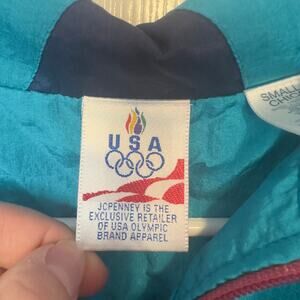 USA
JCPENNEY IS THE
EXCLUSIVE RETAILER
OF USA OLYMPIC
BRAND APPAREL
SMALL